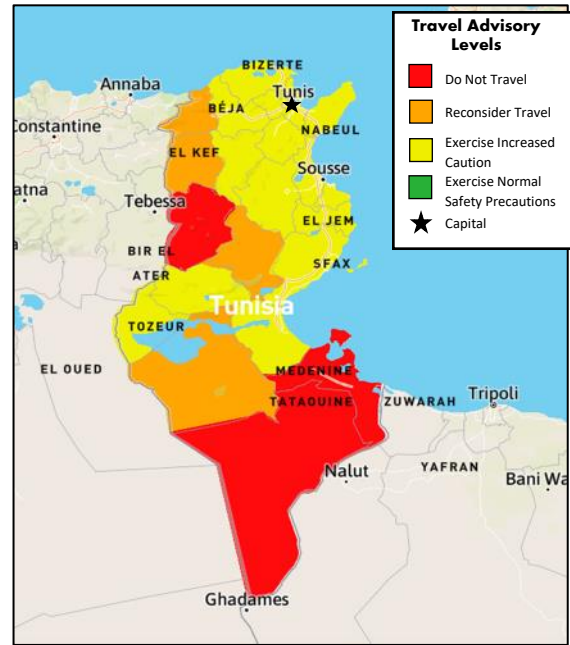 Travel Advisory
Levels
Do Not Travel
Reconsider Travel
Exercise Increased
Caution
Exercise Normal
Safety Precautions
Capital
BIZERTE
Annaba
Tunis
BÉJA
NABEUL
Constantine
EL KEF
Sousse
atna
Tebessa
EL JEM
BIR EL
ATER
SFAX
Tunisia
TOZEUR
EL OUED
MEDENINE
TATAOUINE
ZUWARAH
Tripoli
Nalut
YAFRAN
Bani Wa
Ghadames